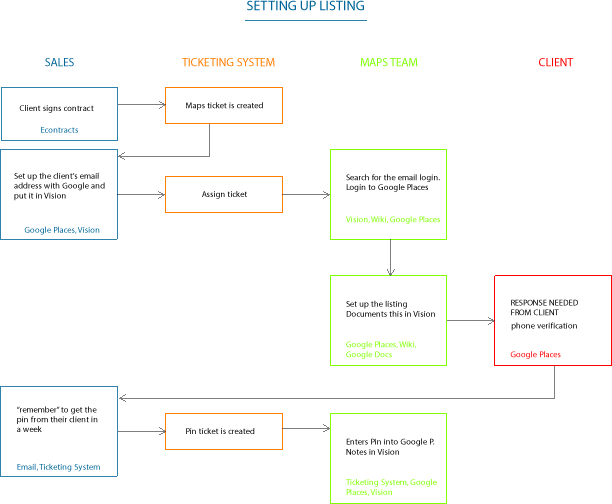 SETTING UP LISTING
SALES
TICKETING SYSTEM
MAPS TEAM
CLIENT
Client signs contract
Econtracts
Maps ticket is created
Set up the client's email
address with Google and
put it in Vision
Google Places, Vision
Assign ticket
Search for the email login.
Login to Google Places
Vision, Wiki, Google Places
Set up the listing
Documents this in Vision
Google Places, Wiki,
Google Docs
RESPONSE NEEDED
FROM CLIENT
phone verification
Google Places
"remember" to get the
pin from their client in
a week
Email, Ticketing System
Pin ticket is created
Enters Pin into Google P.
Notes in Vision
Ticketing System, Google
Places, Vision